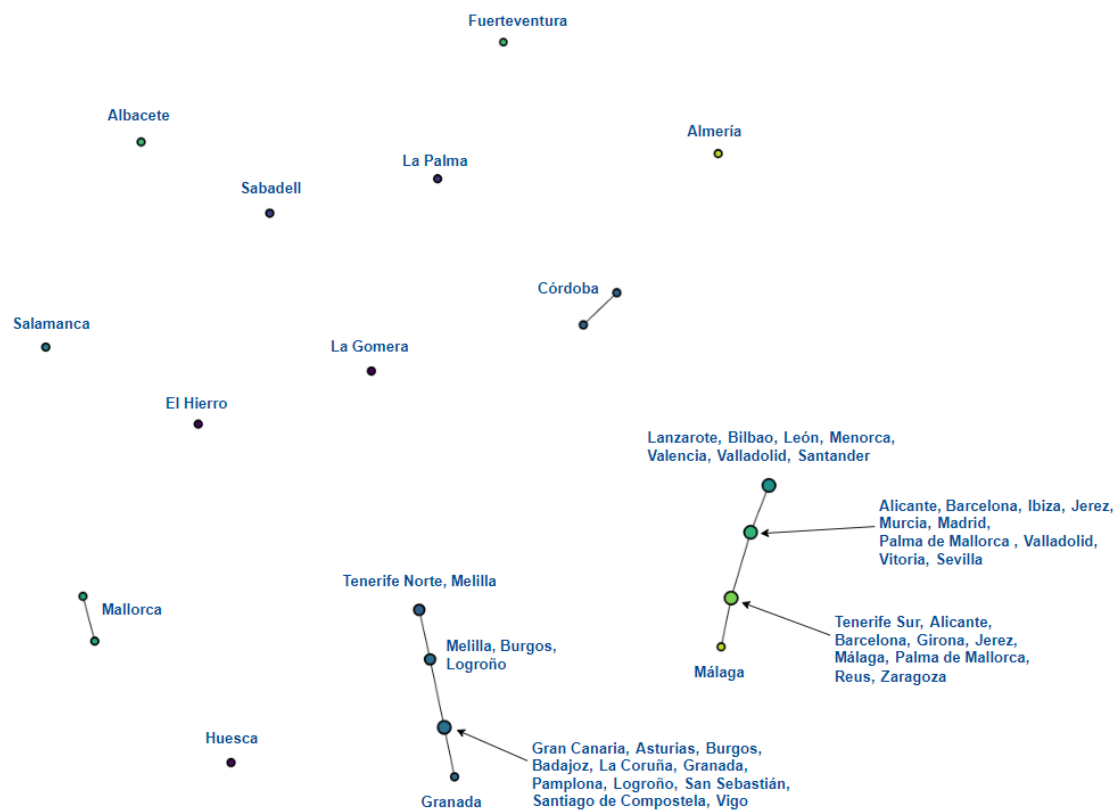 Fuerteventura
Albacete
Almería
La Palma
Sabadell
Córdoba
Salamanca
La Gomera
El Hierro
Lanzarote, Bilbao, León, Menorca,
Valencia, Valladolid, Santander
Alicante, Barcelona, Ibiza, Jerez,
Murcia, Madrid,
Palma de Mallorca , Valladolid,
Vitoria, Sevilla
Tenerife Norte, Melilla
Mallorca
Melilla, Burgos,
Logroño
Tenerife Sur, Alicante,
Barcelona, Girona, Jerez,
Málaga, Palma de Mallorca,
Reus, Zaragoza
Málaga
Huesca
Gran Canaria, Asturias, Burgos,
Badajoz, La Coruña, Granada,
Pamplona, Logroño, San Sebastián,
Santiago de Compostela, Vigo
Granada